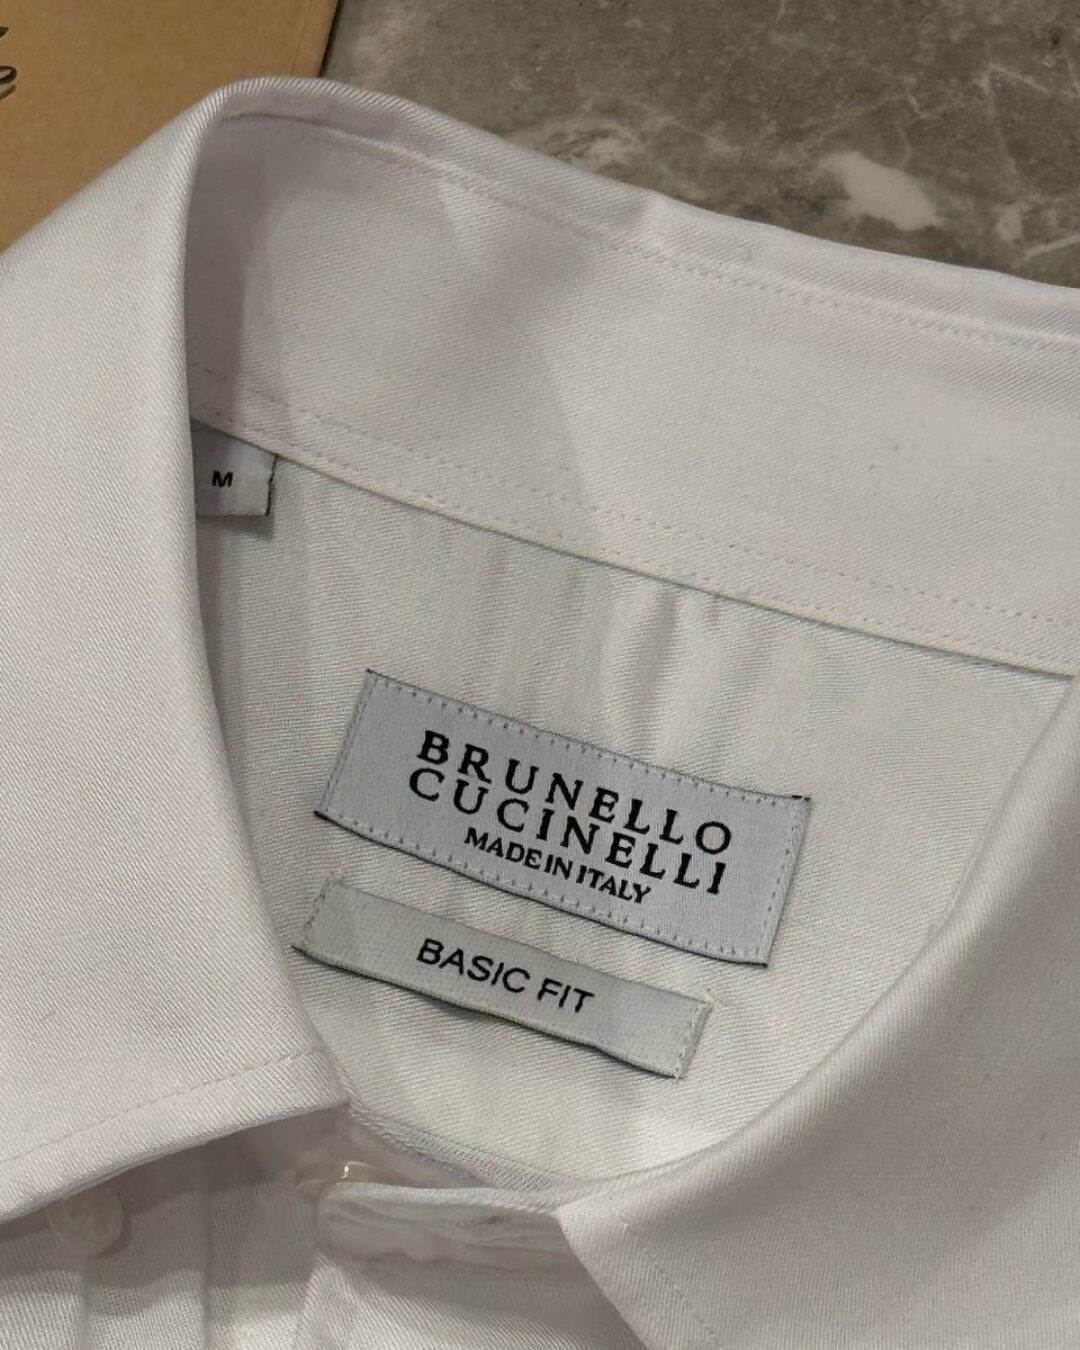 M
BRUNELLO
CUCINELLI
MADE IN ITALY
BASIC FIT